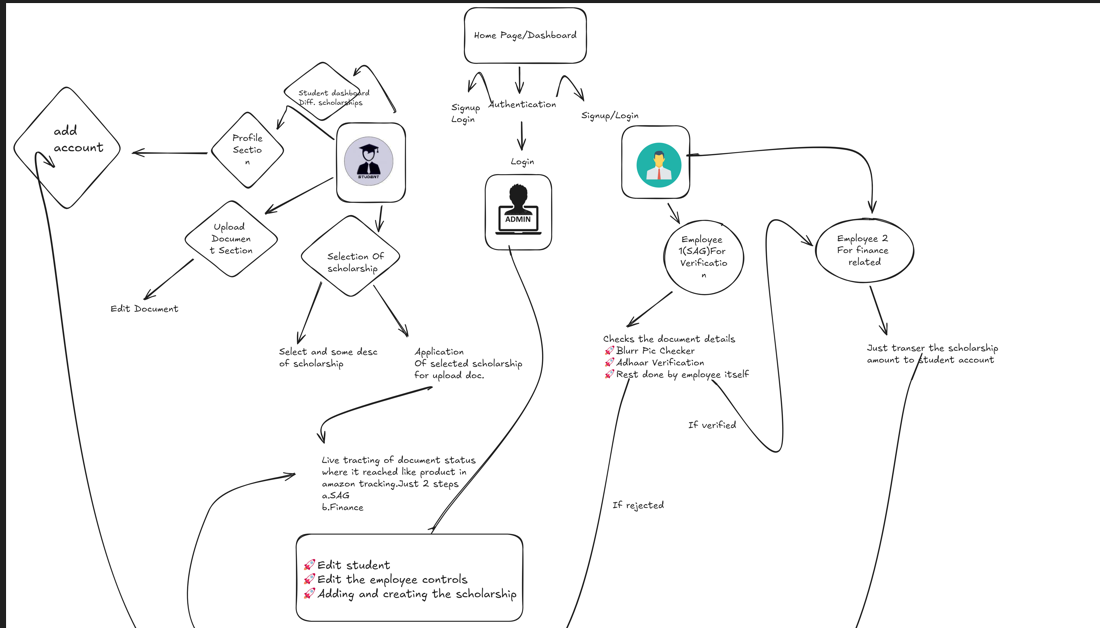 Home Page/Dashboard
Authentication
Signup
Login
Signup/Login
Login
ADMIN
Student dashboard
Diff. scholarships
add
account
Profile
Sectio
n
STUDENT
Upload
Documen
t Section
Selection Of
scholarship
Edit Document
Select and some desc
of scholarship
Application
Of selected scholarship
for upload doc.
Live tracting of document status
where it reached like product in
amazon tracking.Just 2 steps
a.SAG
b.Finance
🚀Edit student
🚀Edit the employee controls
🚀Adding and creating the scholarship
Employee
1(SAG)For
Verificatio
n
Employee 2
For finance
related
Checks the document details
🚀Blurr Pic Checker
🚀Adhaar Verification
🚀Rest done by employee itself
If verified
If rejected
Just transer the scholarship
amount to student account